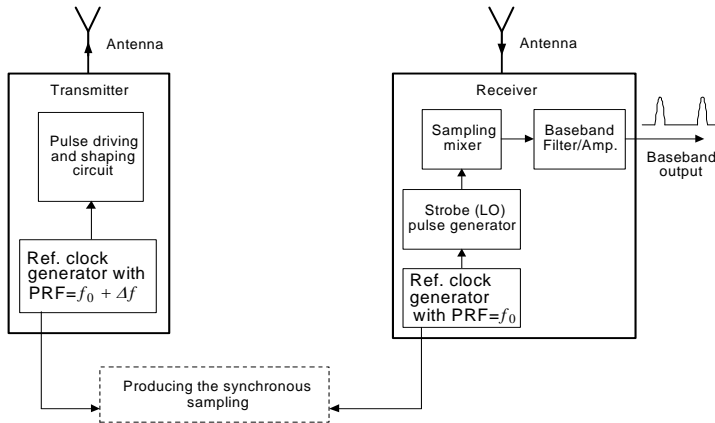 Antenna
Transmitter
Pulse driving
and shaping
circuit
Ref. clock
generator with
PRF=f₀ + Δf
Antenna
Receiver
Sampling
mixer
Baseband
Filter/Amp.
Baseband
output
Strobe (LO)
pulse generator
Ref. clock
generator
with PRF=f₀
Producing the synchronous
sampling